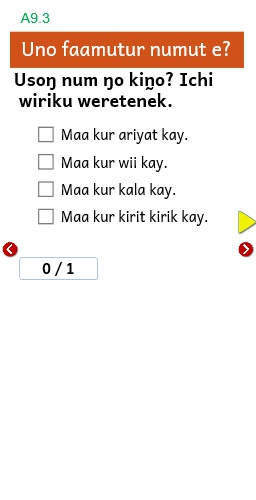 A9.3
Uno faamutur numut e?
Usoŋ num ŋo kin̰o? Ichi
wiriku weretenek.
Maa kur ariyat kay.
Maa kur wii kay.
Maa kur kala kay.
Maa kur kirit kirik kay.
0 / 1